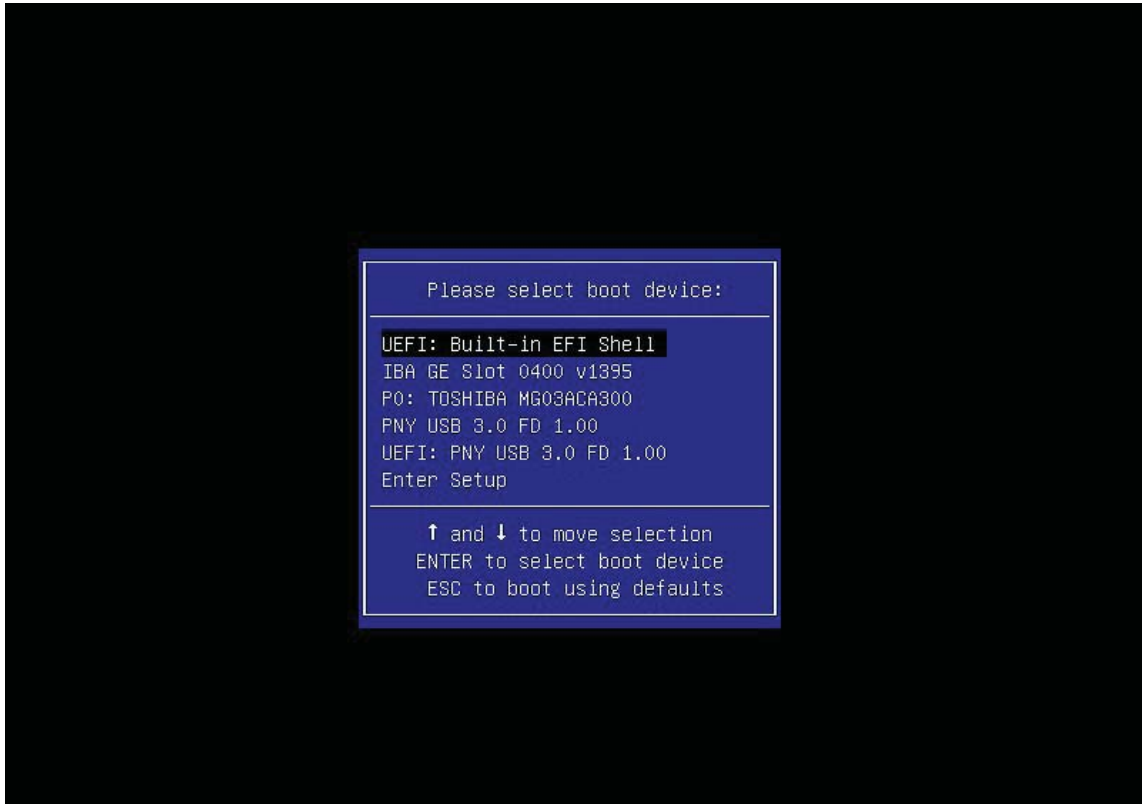 Please select boot device:
UEFI: Built-in EFI Shell
IBA GE Slot 0400 v1395
P0: TOSHIBA MG03ACA300
PNY USB 3.0 FD 1.00
UEFI: PNY USB 3.0 FD 1.00
Enter Setup
↑ and ↓ to move selection
ENTER to select boot device
ESC to boot using defaults